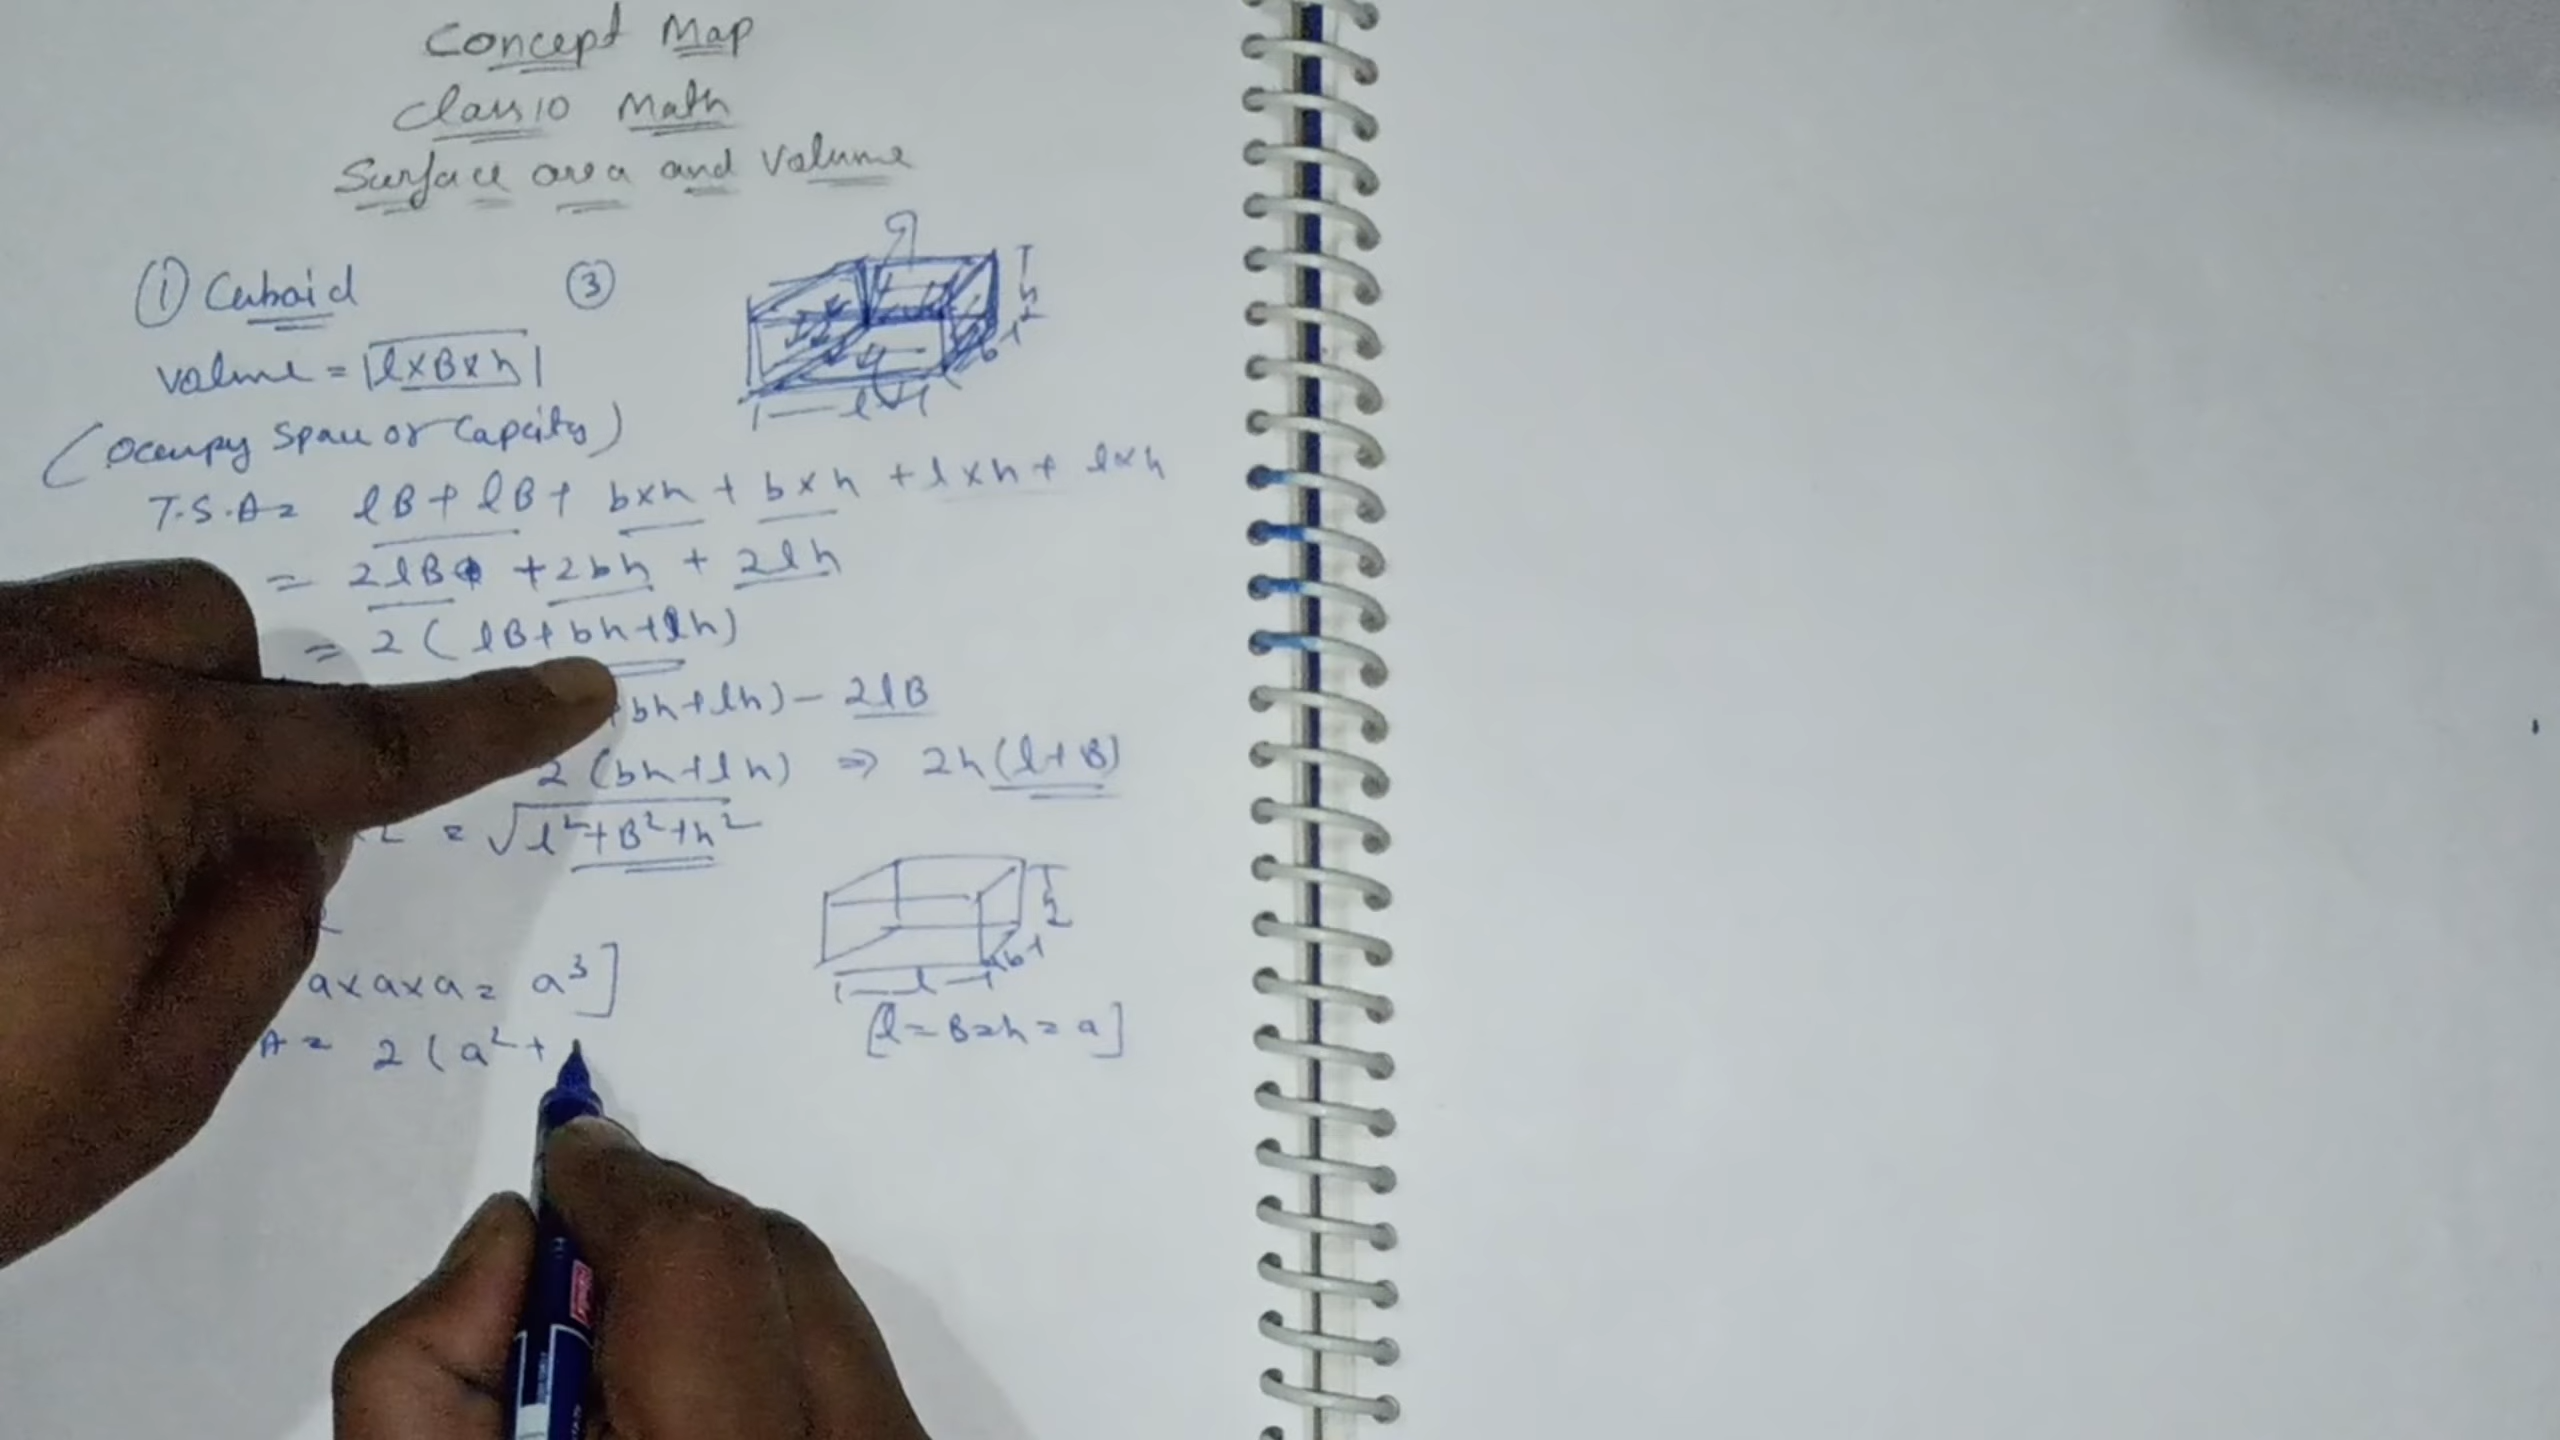 Concept Map
Class 10 Math
Surface area and Volume
① Cuboid ③
Volume = l×B×h
(Occupy Space or Capcity)
T.S.A = lB + lB + b×h + b×h + l×h + l×h
= 2lB + 2bh + 2lh
= 2 ( lB + bh + lh)
bh + lh) - 2lB
2 (bh + lh) ⇒ 2h (l + B)
= √l²+B²+h²
a×a×a = a³]
A = 2 (a² +
h
b
l
h
b
l
[l = B = h = a]